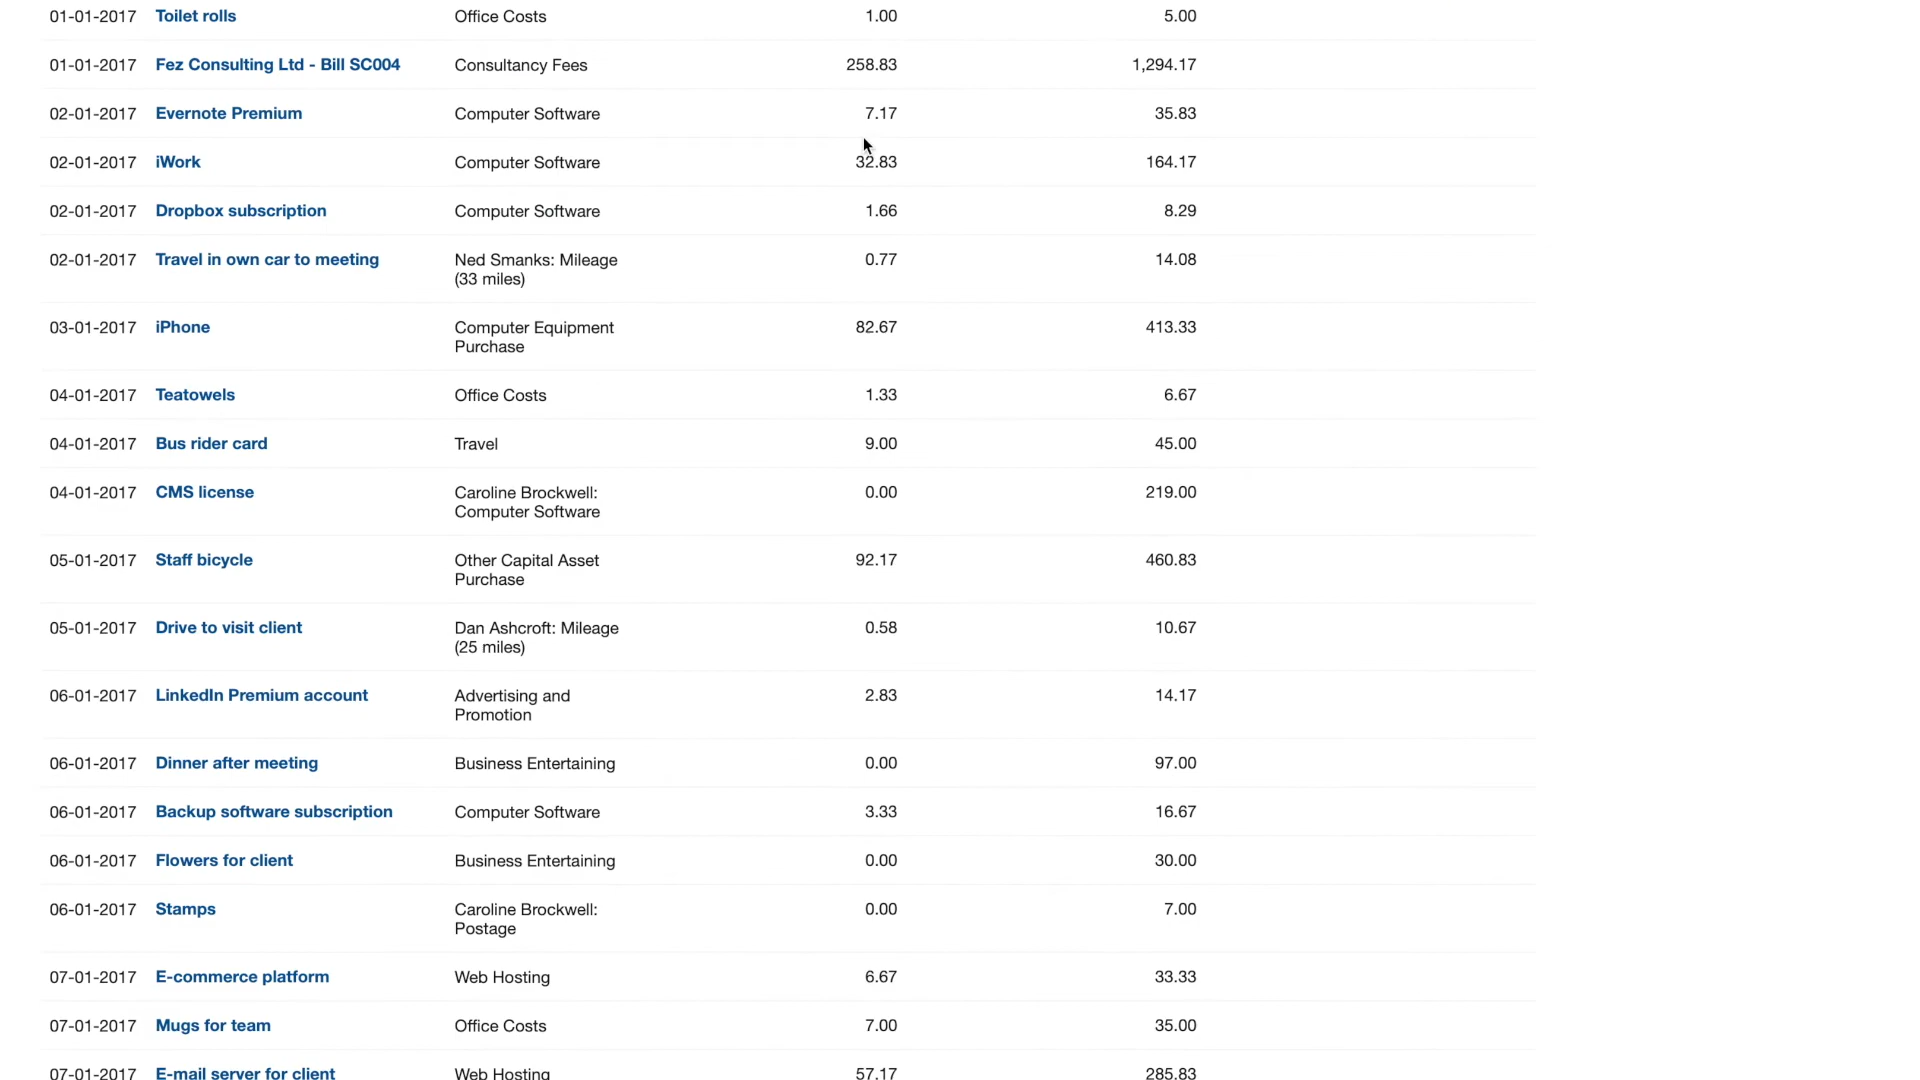 01-01-2017 Toilet rolls Office Costs 1.00 5.00
01-01-2017 Fez Consulting Ltd - Bill SC004 Consultancy Fees 258.83 1,294.17
02-01-2017 Evernote Premium Computer Software 7.17 35.83
02-01-2017 iWork Computer Software 32.83 164.17
02-01-2017 Dropbox subscription Computer Software 1.66 8.29
02-01-2017 Travel in own car to meeting Ned Smanks: Mileage 0.77 14.08
(33 miles)
03-01-2017 iPhone Computer Equipment 82.67 413.33
Purchase
04-01-2017 Teatowels Office Costs 1.33 6.67
04-01-2017 Bus rider card Travel 9.00 45.00
04-01-2017 CMS license Caroline Brockwell: 0.00 219.00
Computer Software
05-01-2017 Staff bicycle Other Capital Asset 92.17 460.83
Purchase
05-01-2017 Drive to visit client Dan Ashcroft: Mileage 0.58 10.67
(25 miles)
06-01-2017 LinkedIn Premium account Advertising and 2.83 14.17
Promotion
06-01-2017 Dinner after meeting Business Entertaining 0.00 97.00
06-01-2017 Backup software subscription Computer Software 3.33 16.67
06-01-2017 Flowers for client Business Entertaining 0.00 30.00
06-01-2017 Stamps Caroline Brockwell: 0.00 7.00
Postage
07-01-2017 E-commerce platform Web Hosting 6.67 33.33
07-01-2017 Mugs for team Office Costs 7.00 35.00
07-01-2017 E-mail server for client Web Hosting 57.17 285.83